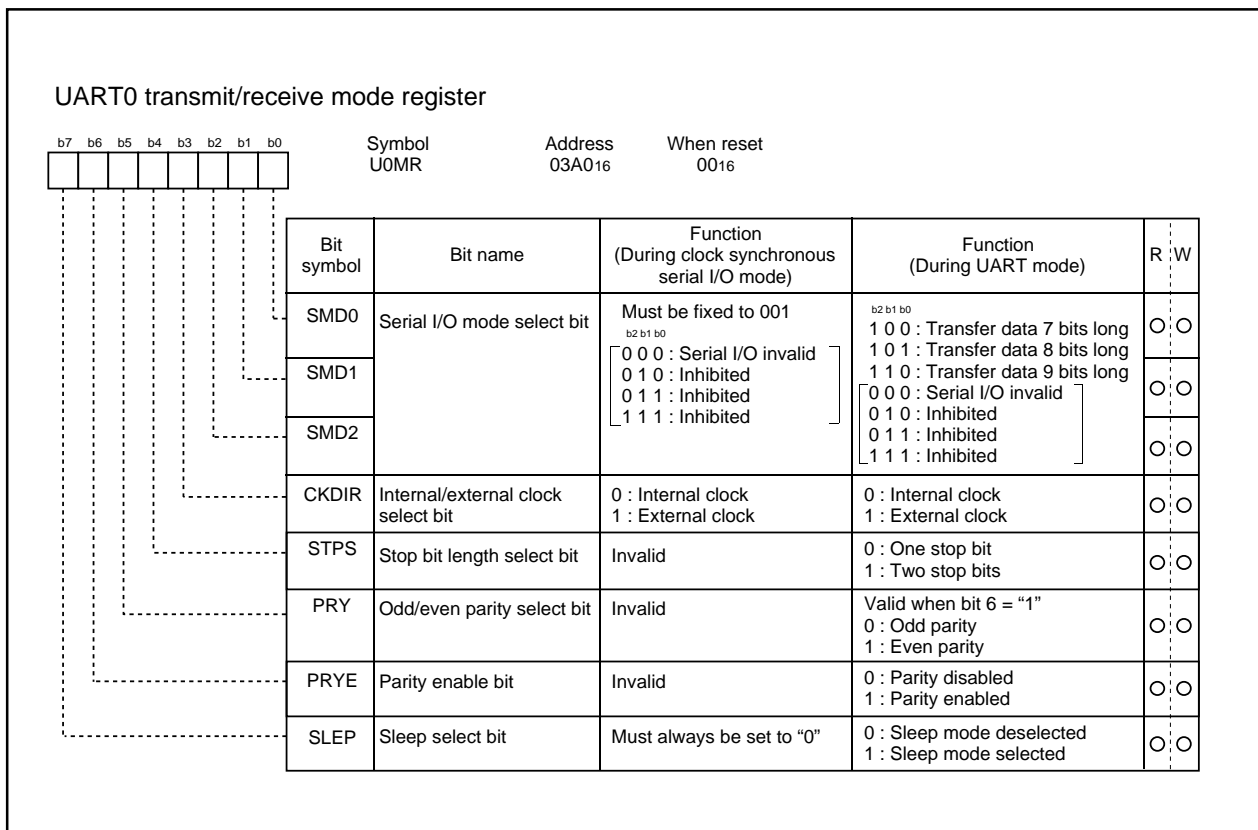 UART0 transmit/receive mode register
b7 b6 b5 b4 b3 b2 b1 b0
Symbol Address When reset
U0MR 03A016 0016
Bit symbol
Bit name
Function
(During clock synchronous
serial I/O mode)
Function
(During UART mode)
R W
SMD0
Serial I/O mode select bit
Must be fixed to 001
b2 b1 b0
0 0 0 : Serial I/O invalid
0 1 0 : Inhibited
0 1 1 : Inhibited
1 1 1 : Inhibited
b2 b1 b0
1 0 0 : Transfer data 7 bits long
1 0 1 : Transfer data 8 bits long
1 1 0 : Transfer data 9 bits long
0 0 0 : Serial I/O invalid
0 1 0 : Inhibited
0 1 1 : Inhibited
1 1 1 : Inhibited
SMD1
SMD2
CKDIR
Internal/external clock
select bit
0 : Internal clock
1 : External clock
0 : Internal clock
1 : External clock
STPS
Stop bit length select bit
Invalid
0 : One stop bit
1 : Two stop bits
PRY
Odd/even parity select bit
Invalid
Valid when bit 6 = “1”
0 : Odd parity
1 : Even parity
PRYE
Parity enable bit
Invalid
0 : Parity disabled
1 : Parity enabled
SLEP
Sleep select bit
Must always be set to “0”
0 : Sleep mode deselected
1 : Sleep mode selected